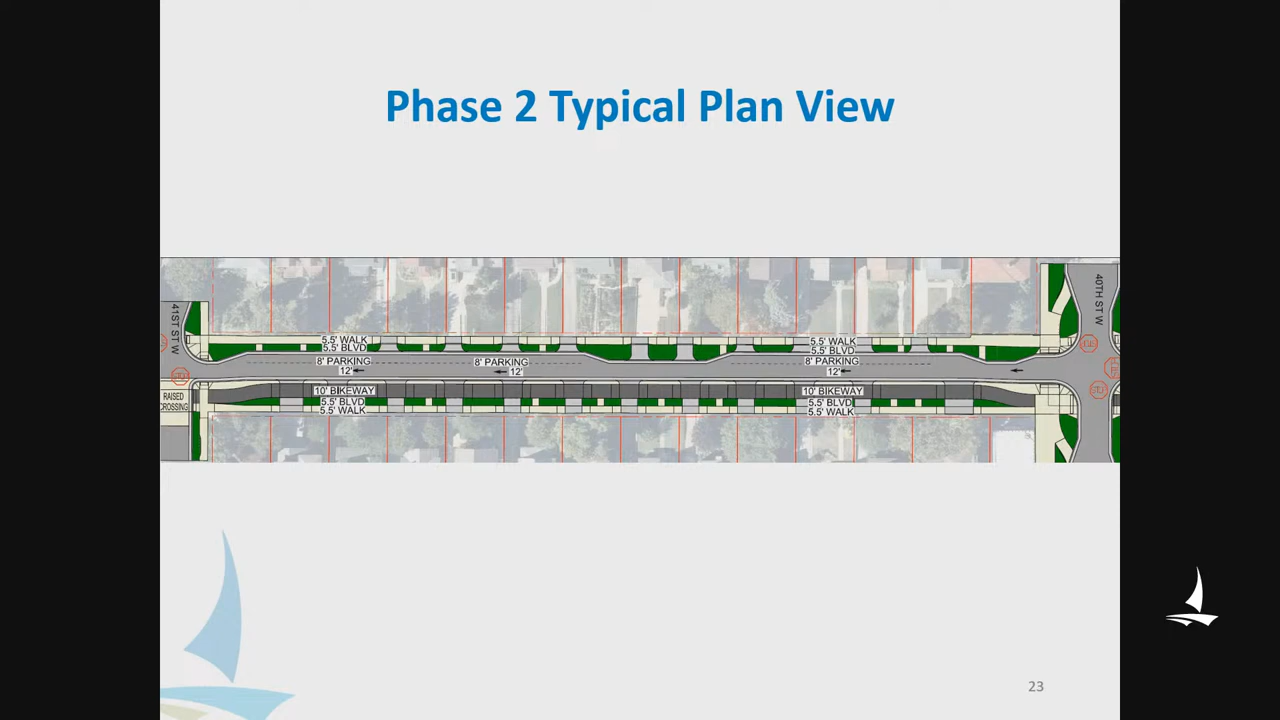 Phase 2 Typical Plan View
41ST ST W
40TH ST W
5.5' WALK
5.5' BLVD
8' PARKING
12'
8' PARKING
12'
5.5' WALK
5.5' BLVD
8' PARKING
12'
10' BIKEWAY
5.5' BLVD
5.5' WALK
10' BIKEWAY
5.5' BLVD
5.5' WALK
RAISED
CROSSING
23